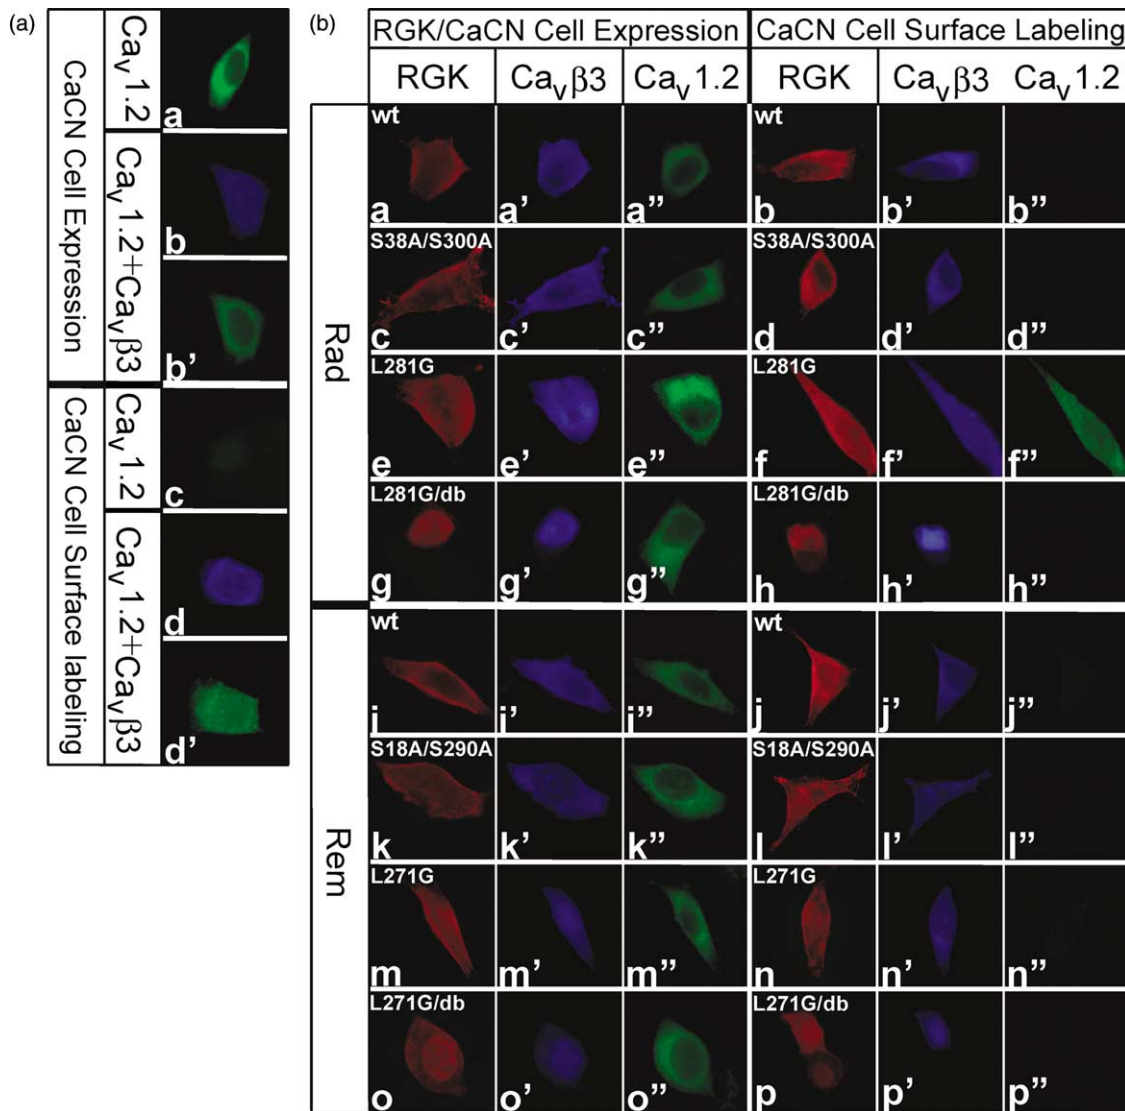 (a)
CaCN Cell Expression
CaCN Cell Surface labeling
Cav1.2
Cav1.2+Cavβ3
Cav1.2
Cav1.2+Cavβ3
a
b
b’
c
d
d’
(b)
RGK/CaCN Cell Expression CaCN Cell Surface Labeling
RGK Cavβ3 Cav1.2 RGK Cavβ3 Cav1.2
Rad
wt wt
a a’ a’’ b b’ b’’
S38A/S300A S38A/S300A
c c’ c’’ d d’ d’’
L281G L281G
e e’ e’’ f f’ f’’
L281G/db L281G/db
g g’ g’’ h h’ h’’
Rem
wt wt
i i’ i’’ j j’ j’’
S18A/S290A S18A/S290A
k k’ k’’ l l’ l’’
L271G L271G
m m’ m’’ n n’ n’’
L271G/db L271G/db
o o’ o’’ p p’ p’’